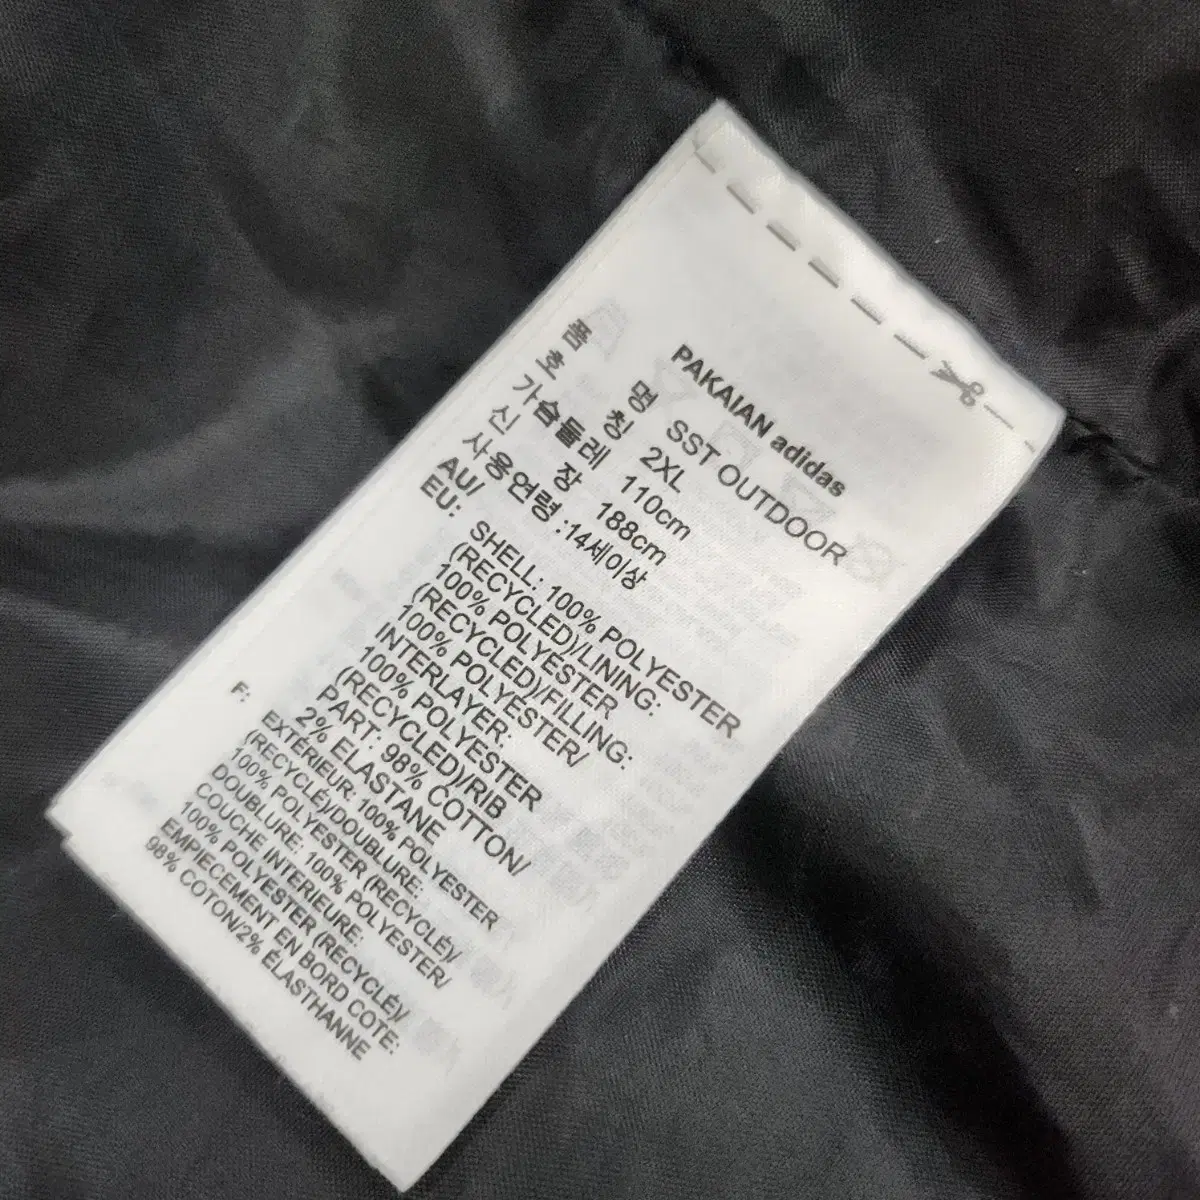 PAKAIAN adidas
품 명 SST OUTDOOR
호 칭 2XL
가슴둘레 110cm
신 장 188cm
사용연령 :14세이상
AU/
EU: SHELL: 100% POLYESTER
(RECYCLED)/LINING:
100% POLYESTER
(RECYCLED)/FILLING:
100% POLYESTER/
INTERLAYER:
100% POLYESTER
(RECYCLED)/RIB
PART: 98% COTTON/
2% ELASTANE
F: EXTÉRIEUR: 100% POLYESTER
(RECYCLÉ)/DOUBLURE:
100% POLYESTER (RECYCLÉ)/
DOUBLURE: 100% POLYESTER/
COUCHE INTERIEURE:
100% POLYESTER (RECYCLÉ)/
EMPIECEMENT EN BORD COTE:
98% COTON/2% ÉLASTHANNE